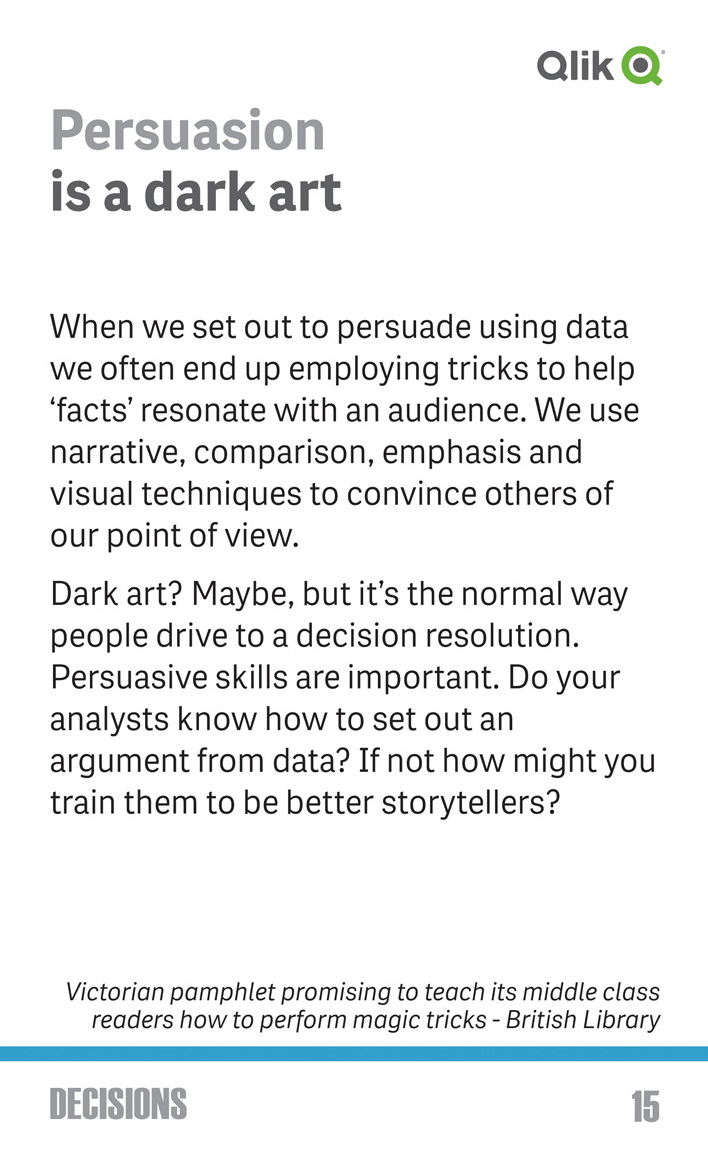 Qlik
Persuasion
is a dark art
When we set out to persuade using data
we often end up employing tricks to help
‘facts’ resonate with an audience. We use
narrative, comparison, emphasis and
visual techniques to convince others of
our point of view.
Dark art? Maybe, but it’s the normal way
people drive to a decision resolution.
Persuasive skills are important. Do your
analysts know how to set out an
argument from data? If not how might you
train them to be better storytellers?
Victorian pamphlet promising to teach its middle class
readers how to perform magic tricks - British Library
DECISIONS
15